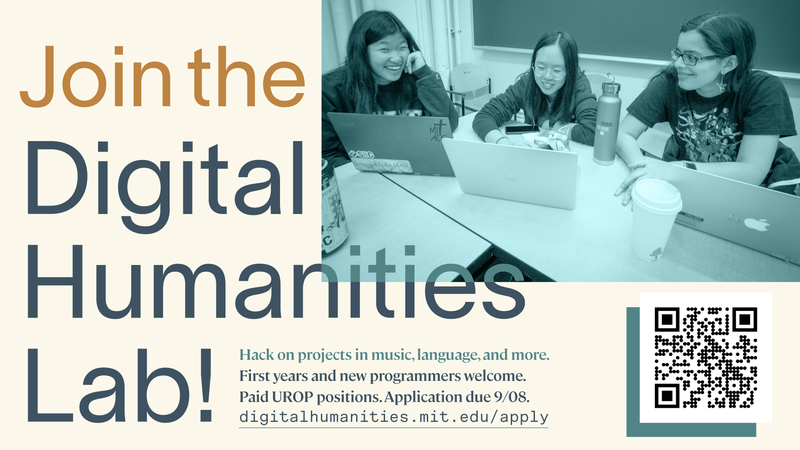 Join the
Digital
Humanities
Lab!
Hack on projects in music, language, and more.
First years and new programmers welcome.
Paid UROP positions. Application due 9/08.
digitalhumanities.mit.edu/apply
MIT